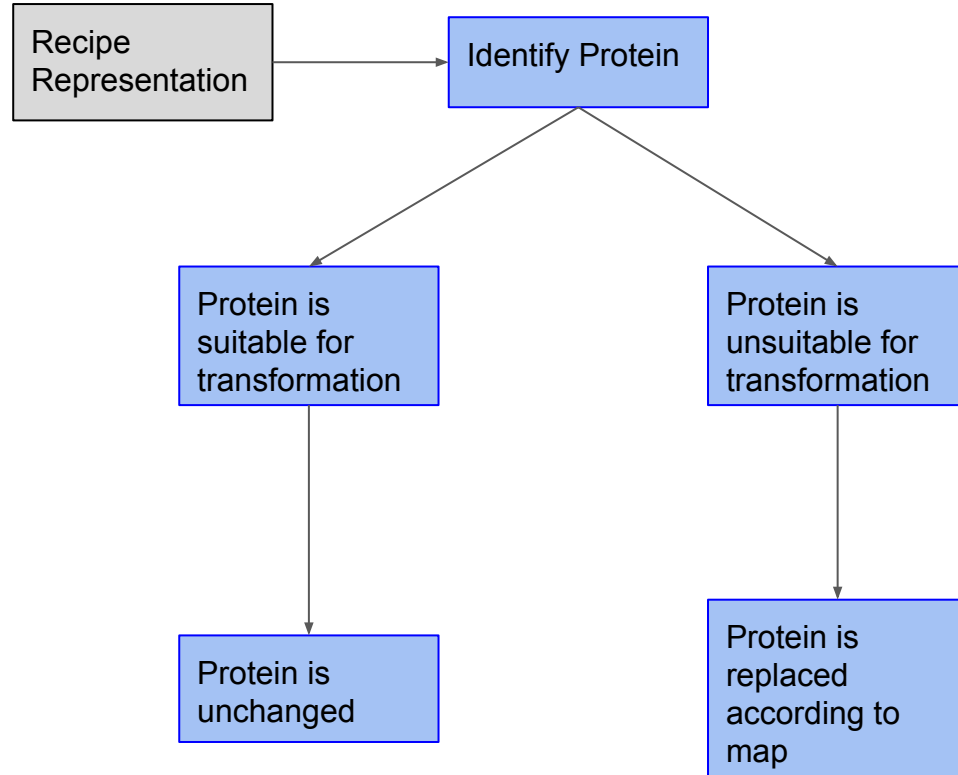 Recipe
Representation
Identify Protein
Protein is
suitable for
transformation
Protein is
unsuitable for
transformation
Protein is
unchanged
Protein is
replaced
according to
map